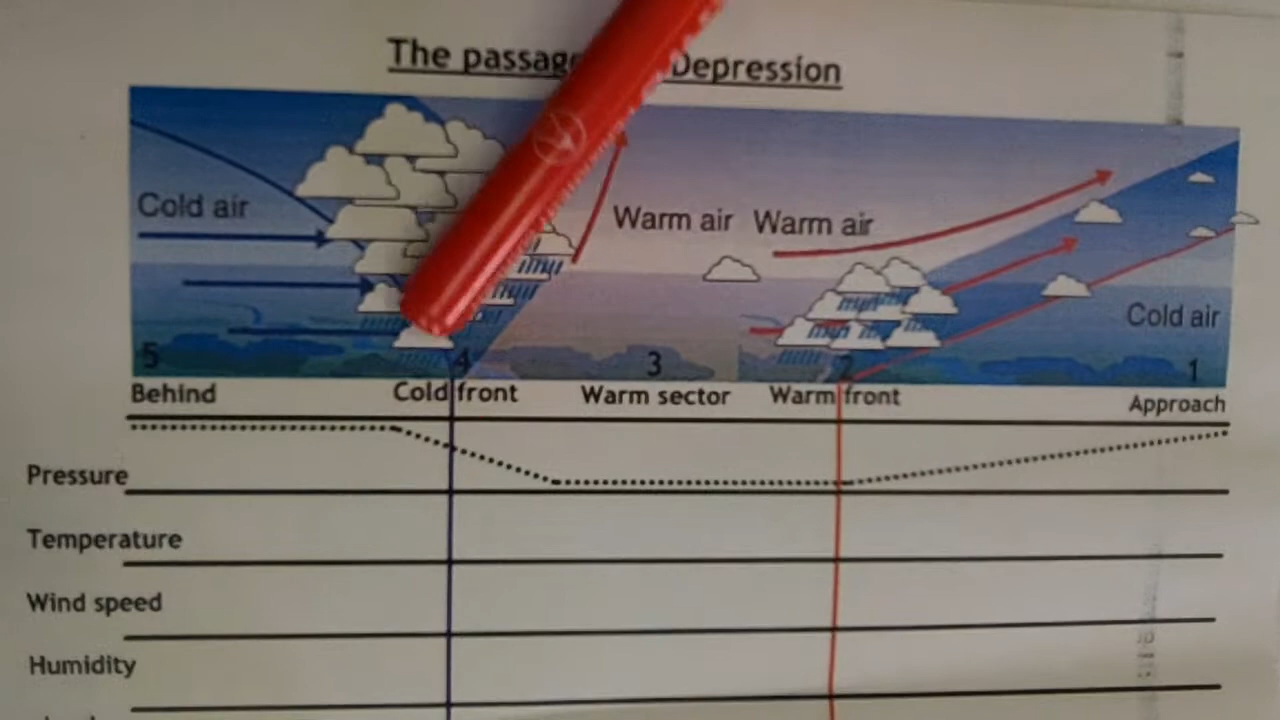 The passag Depression
Cold air
Warm air Warm air
Cold air
5 4 3 2 1
Behind Cold front Warm sector Warm front Approach
Pressure
Temperature
Wind speed
Humidity